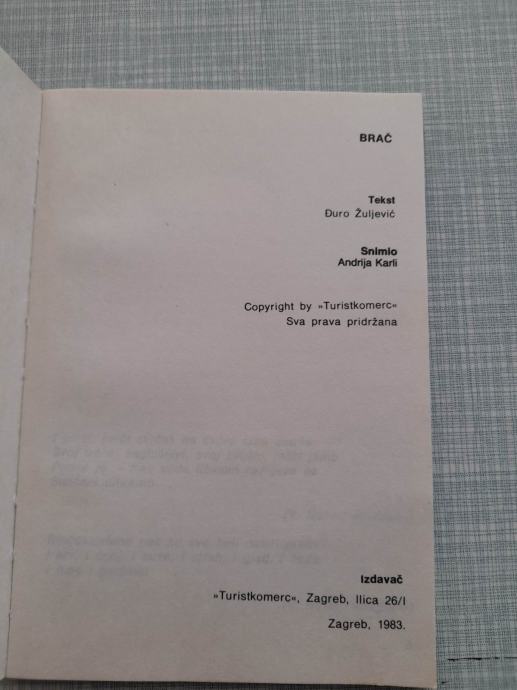 BRAČ
Tekst
Đuro Žuljević
Snimio
Andrija Karli
Copyright by »Turistkomerc«
Sva prava pridržana
Izdavač
»Turistkomerc«, Zagreb, Ilica 26/I
Zagreb, 1983.